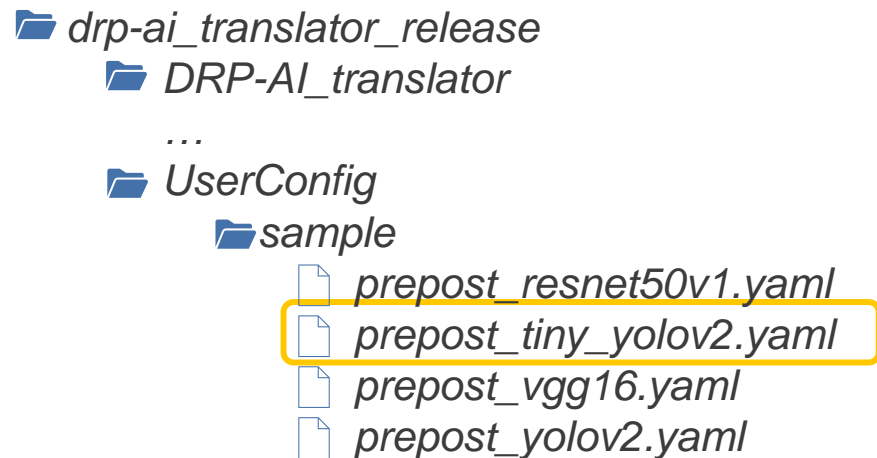 drp-ai_translator_release
DRP-AI_translator
…
UserConfig
sample
prepost_resnet50v1.yaml
prepost_tiny_yolov2.yaml
prepost_vgg16.yaml
prepost_yolov2.yaml